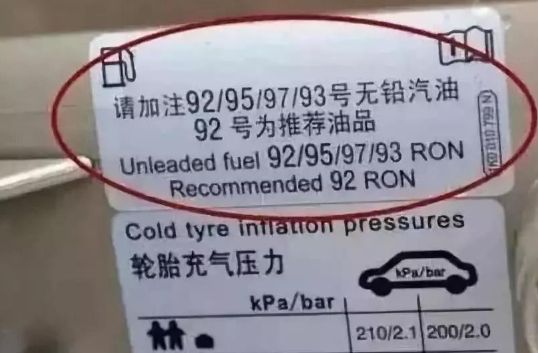 请加注92/95/97/93号无铅汽油
92 号为推荐油品
Unleaded fuel 92/95/97/93 RON
Recommended 92 RON
Cold tyre inflation pressures
轮胎充气压力
kPa/bar
kPa/bar
210/2.1 200/2.0